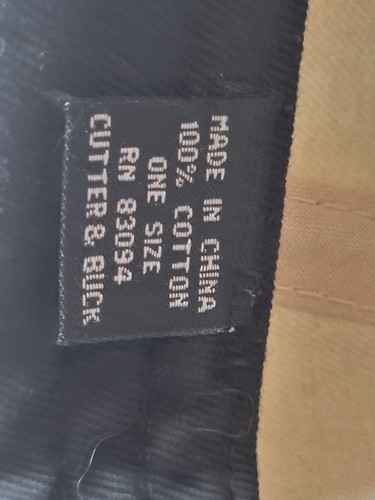 MADE IN CHINA
100% COTTON
ONE SIZE
RN 83094
CUTTER & BUCK